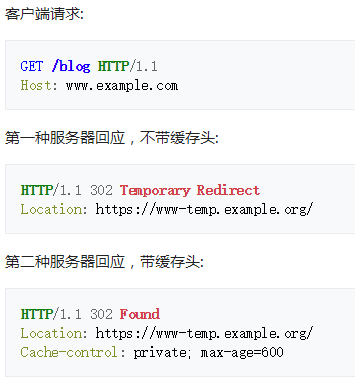 客户端请求:
GET /blog HTTP/1.1
Host: www.example.com
第一种服务器回应，不带缓存头:
HTTP/1.1 302 Temporary Redirect
Location: https://www-temp.example.org/
第二种服务器回应，带缓存头:
HTTP/1.1 302 Found
Location: https://www-temp.example.org/
Cache-control: private; max-age=600